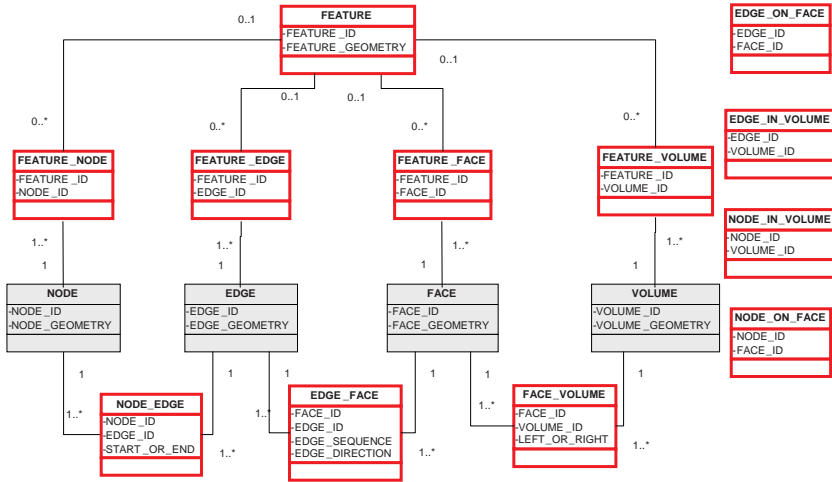 FEATURE
-FEATURE_ID
-FEATURE_GEOMETRY
0..1
0..1
0..1
0..1
EDGE_ON_FACE
-EDGE_ID
-FACE_ID
0..*
0..*
0..*
0..*
EDGE_IN_VOLUME
-EDGE_ID
-VOLUME_ID
FEATURE_NODE
-FEATURE_ID
-NODE_ID
FEATURE_EDGE
-FEATURE_ID
-EDGE_ID
FEATURE_FACE
-FEATURE_ID
-FACE_ID
FEATURE_VOLUME
-FEATURE_ID
-VOLUME_ID
NODE_IN_VOLUME
-NODE_ID
-VOLUME_ID
1..*
1..*
1..*
1..*
1
1
1
1
NODE
-NODE_ID
-NODE_GEOMETRY
EDGE
-EDGE_ID
-EDGE_GEOMETRY
FACE
-FACE_ID
-FACE_GEOMETRY
VOLUME
-VOLUME_ID
-VOLUME_GEOMETRY
NODE_ON_FACE
-NODE_ID
-FACE_ID
1
1
1
1
1
1
NODE_EDGE
-NODE_ID
-EDGE_ID
-START_OR_END
EDGE_FACE
-FACE_ID
-EDGE_ID
-EDGE_SEQUENCE
-EDGE_DIRECTION
FACE_VOLUME
-FACE_ID
-VOLUME_ID
-LEFT_OR_RIGHT
1..*
1..*
1..*
1..*
1..*
1..*